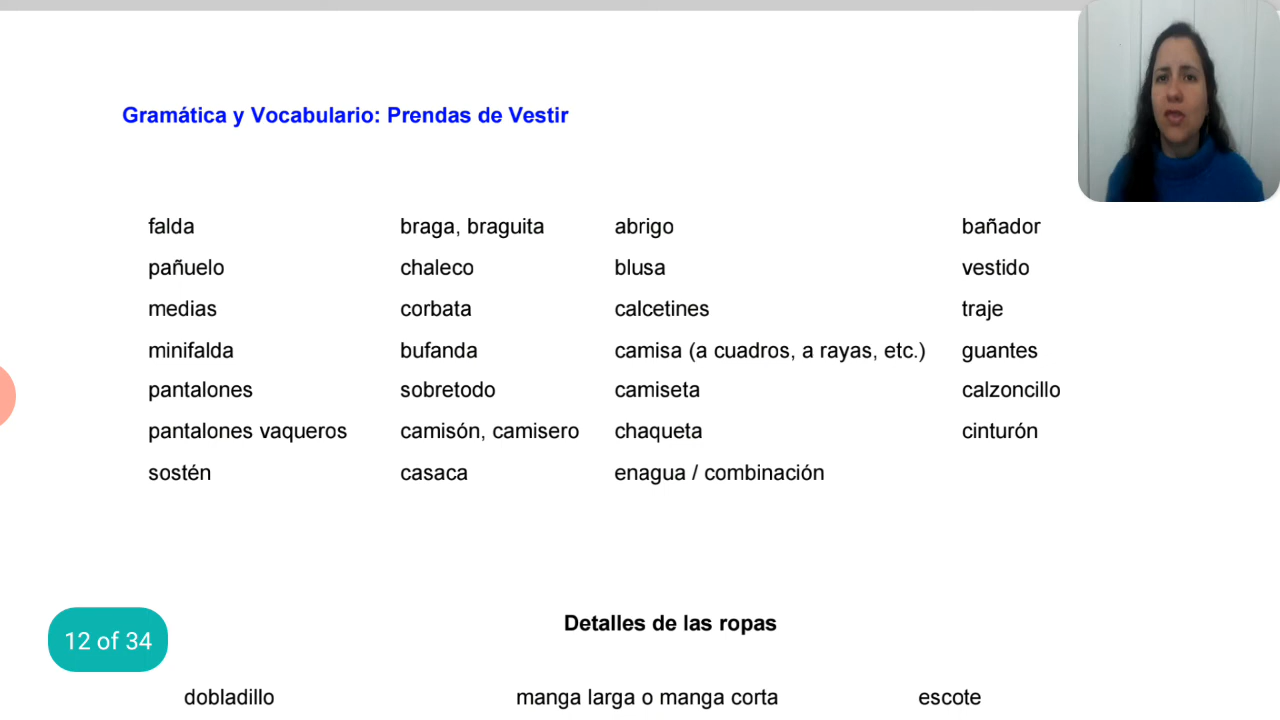 Gramática y Vocabulario: Prendas de Vestir
falda braga, braguita abrigo bañador
pañuelo chaleco blusa vestido
medias corbata calcetines traje
minifalda bufanda camisa (a cuadros, a rayas, etc.) guantes
pantalones sobretodo camiseta calzoncillo
pantalones vaqueros camisón, camisero chaqueta cinturón
sostén casaca enagua / combinación
Detalles de las ropas
12 of 34
dobladillo manga larga o manga corta escote